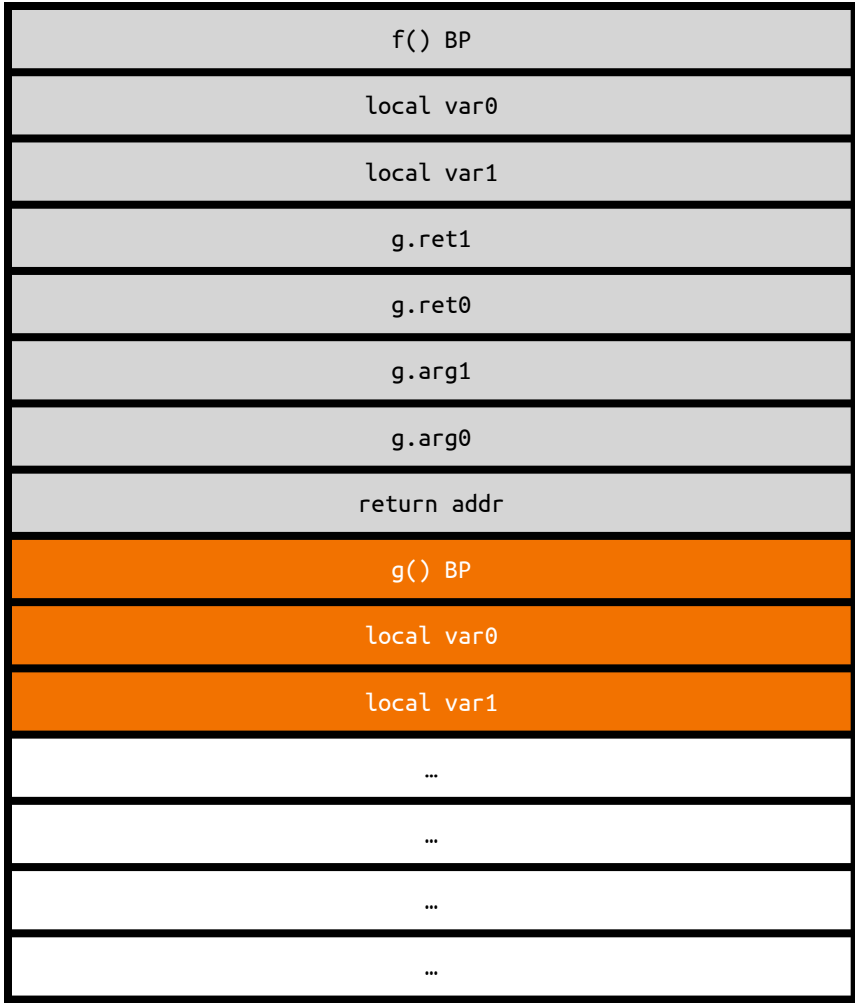 f() BP
local var0
local var1
g.ret1
g.ret0
g.arg1
g.arg0
return addr
g() BP
local var0
local var1
…
…
…
…